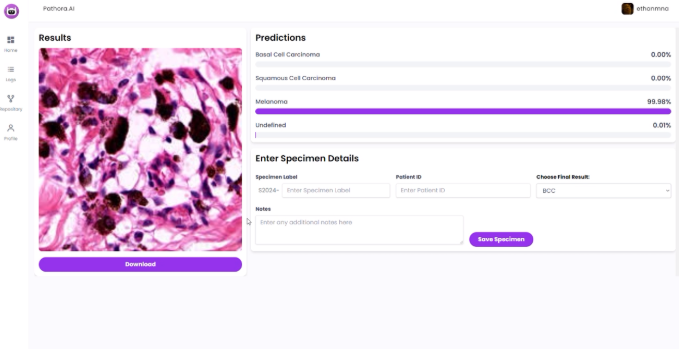 Pathora.AI
ethanmna
Home
Logs
Repository
Profile
Results
Download
Predictions
Basal Cell Carcinoma 0.00%
Squamous Cell Carcinoma 0.00%
Melanoma 99.98%
Undefined 0.01%
Enter Specimen Details
Specimen Label Patient ID Choose Final Result:
S2024- Enter Specimen Label Enter Patient ID BCC
Notes
Enter any additional notes here
Save Specimen